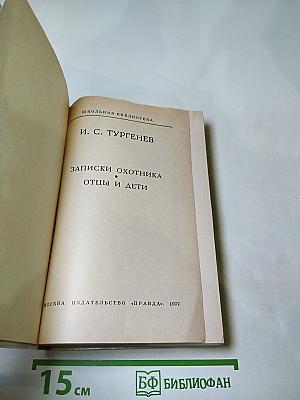 ШКОЛЬНАЯ БИБЛИОТЕКА
И. С. ТУРГЕНЕВ
ЗАПИСКИ ОХОТНИКА
•
ОТЦЫ И ДЕТИ
МОСКВА ИЗДАТЕЛЬСТВО «ПРАВДА», 1977
15 см
БФ БИБЛИОФАН